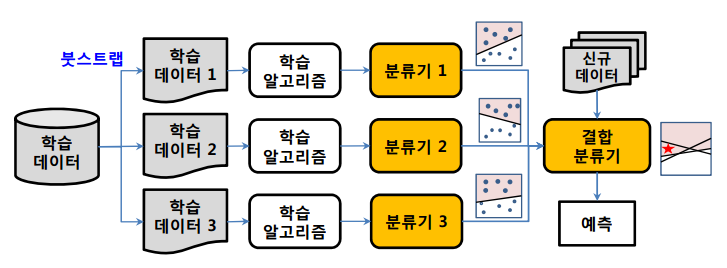 붓스트랩
학습
데이터
학습
데이터 1
학습
알고리즘
분류기 1
학습
데이터 2
학습
알고리즘
분류기 2
학습
데이터 3
학습
알고리즘
분류기 3
신규
데이터
결합
분류기
예측